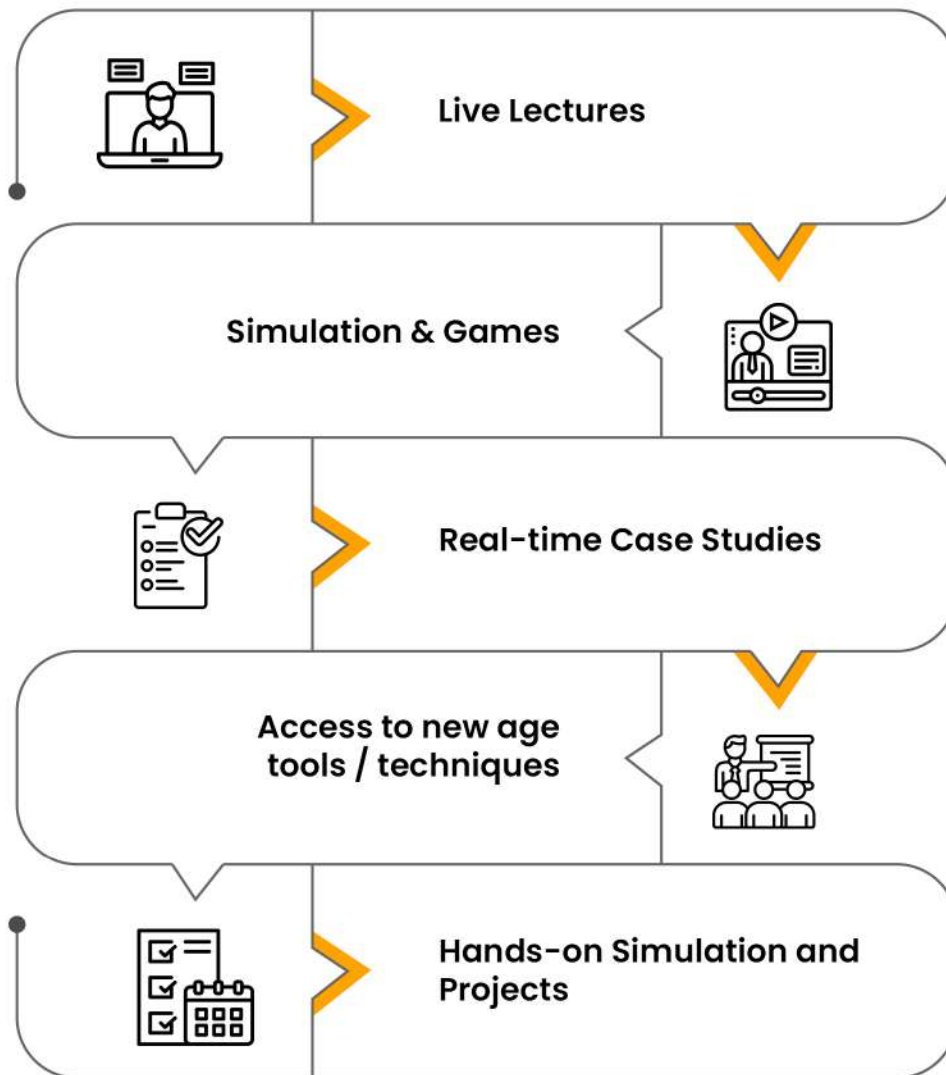 Live Lectures
Simulation & Games
Real-time Case Studies
Access to new age
tools / techniques
Hands-on Simulation and
Projects